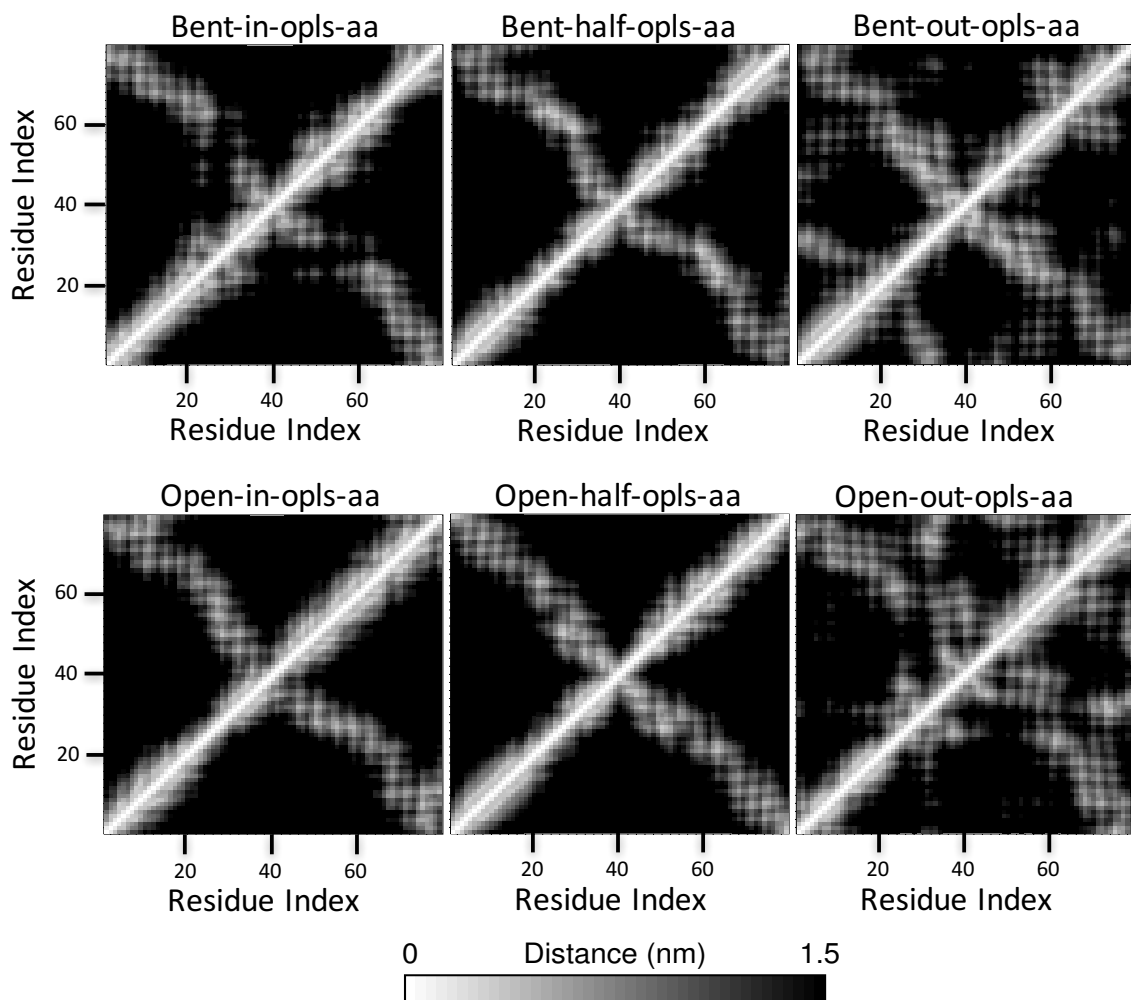 Bent-in-opls-aa Bent-half-opls-aa Bent-out-opls-aa
Residue Index
60
40
20
20 40 60 20 40 60 20 40 60
Residue Index Residue Index Residue Index
Open-in-opls-aa Open-half-opls-aa Open-out-opls-aa
Residue Index
60
40
20
20 40 60 20 40 60 20 40 60
Residue Index Residue Index Residue Index
0 Distance (nm) 1.5